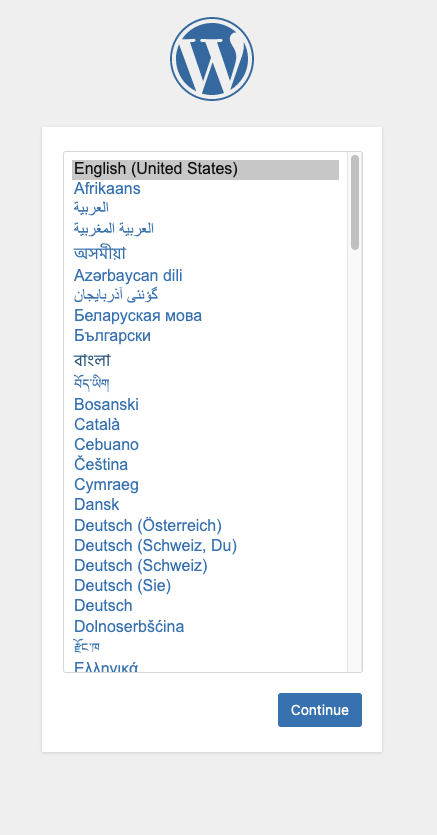 English (United States)
Afrikaans
العربية
العربية المغربية
অসমীয়া
Azərbaycan dili
گؤنئی آذربایجان
Беларуская мова
Български
বাংলা
བོད་ཡིག
Bosanski
Català
Cebuano
Čeština
Cymraeg
Dansk
Deutsch (Österreich)
Deutsch (Schweiz, Du)
Deutsch (Schweiz)
Deutsch (Sie)
Deutsch
Dolnoserbšćina
རྫོང་ཁ
Ελληνικά
Continue